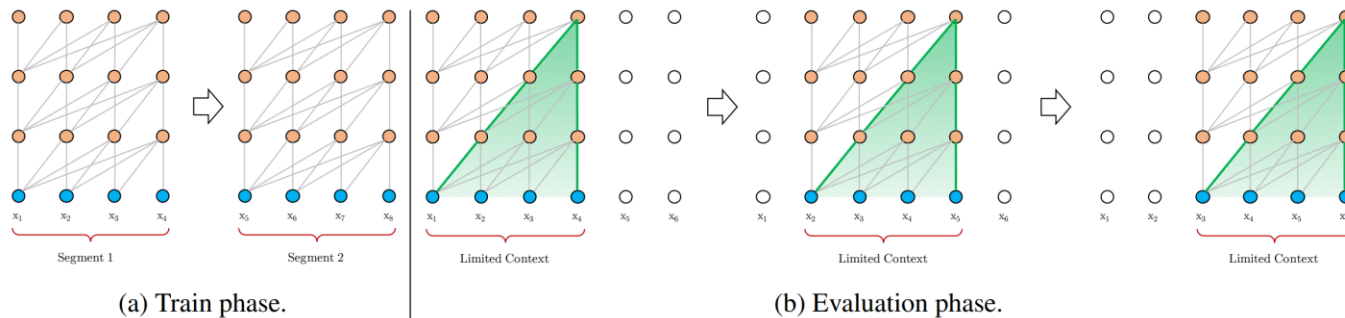 x1 x2 x3 x4
Segment 1
x5 x6 x7 x8
Segment 2
(a) Train phase.
x1 x2 x3 x4 x5 x6
Limited Context
x1 x2 x3 x4 x5 x6
Limited Context
x1 x2 x3 x4 x5
Limited Context
(b) Evaluation phase.